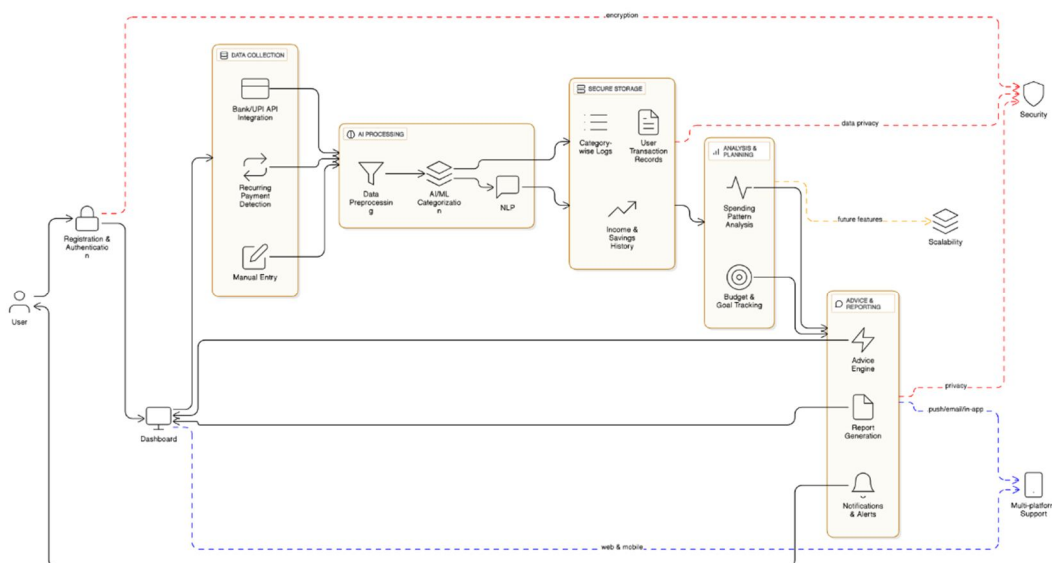 encryption
DATA COLLECTION
Bank/UPI API
Integration
Recurring
Payment
Detection
Manual Entry
AI PROCESSING
Data
Preprocessin
g
AI/ML
Categorizatio
n
NLP
SECURE STORAGE
Category-
wise Logs
User
Transaction
Records
Income &
Savings
History
data privacy
Security
ANALYSIS &
PLANNING
Spending
Pattern
Analysis
Budget &
Goal Tracking
future features
Scalability
Registration &
Authenticatio
n
User
Dashboard
ADVICE &
REPORTING
Advice
Engine
Report
Generation
Notifications
& Alerts
privacy
push/email/in-app
Multi-platform
Support
web & mobile